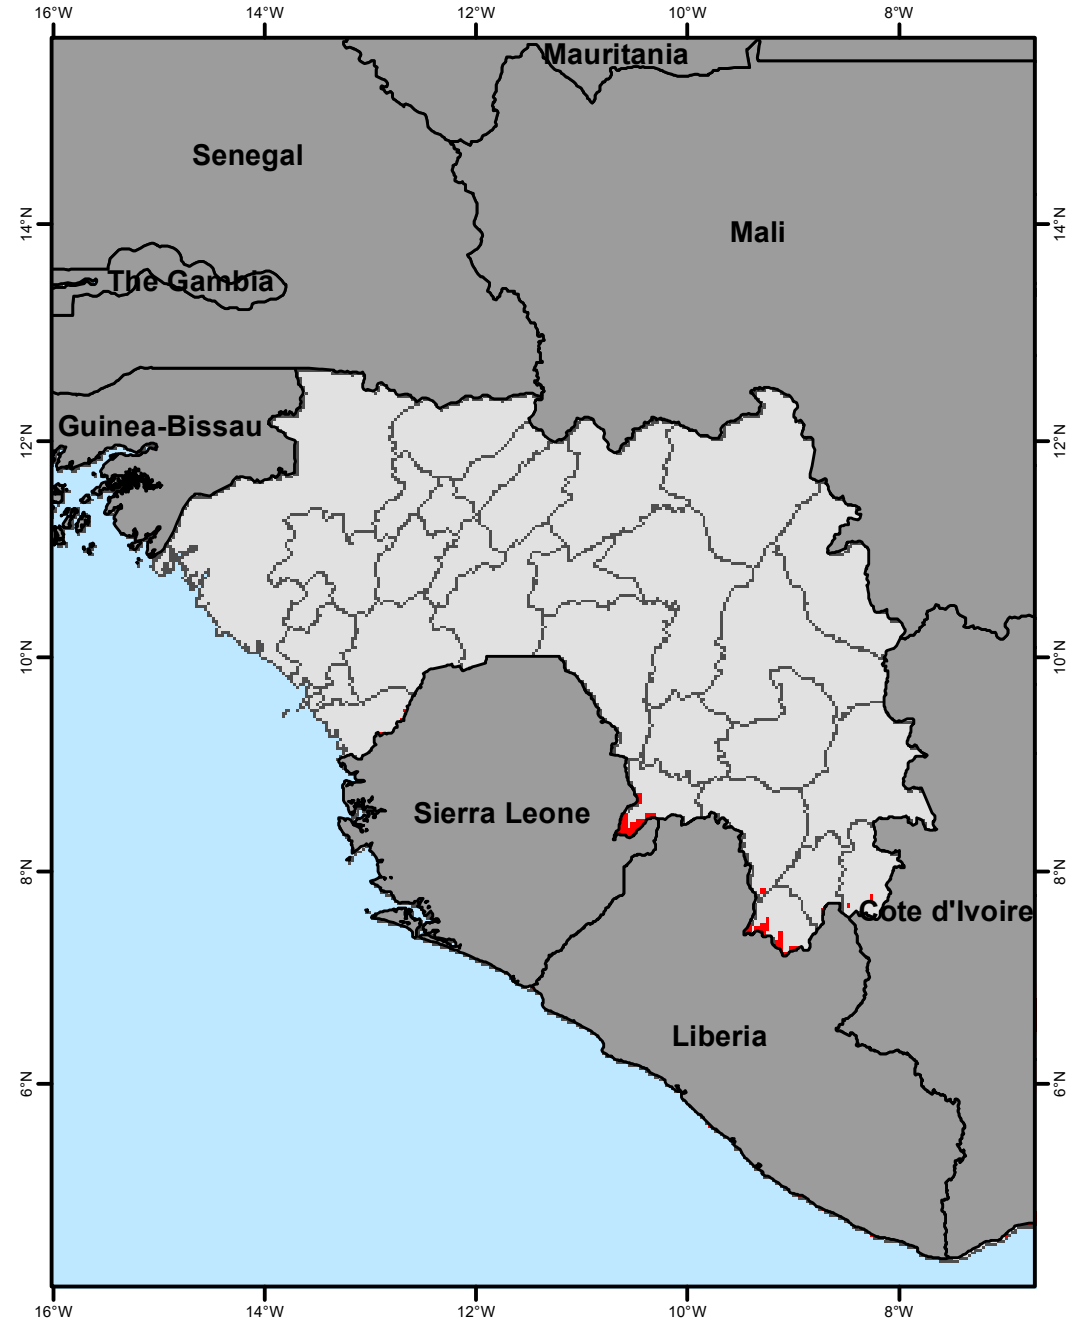 16°W 14°W 12°W 10°W 8°W
Mauritania
Senegal
14°N 14°N
Mali
The Gambia
Guinea-Bissau
12°N 12°N
10°N 10°N
Sierra Leone
8°N 8°N
Cote d'Ivoire
Liberia
6°N 6°N
16°W 14°W 12°W 10°W 8°W